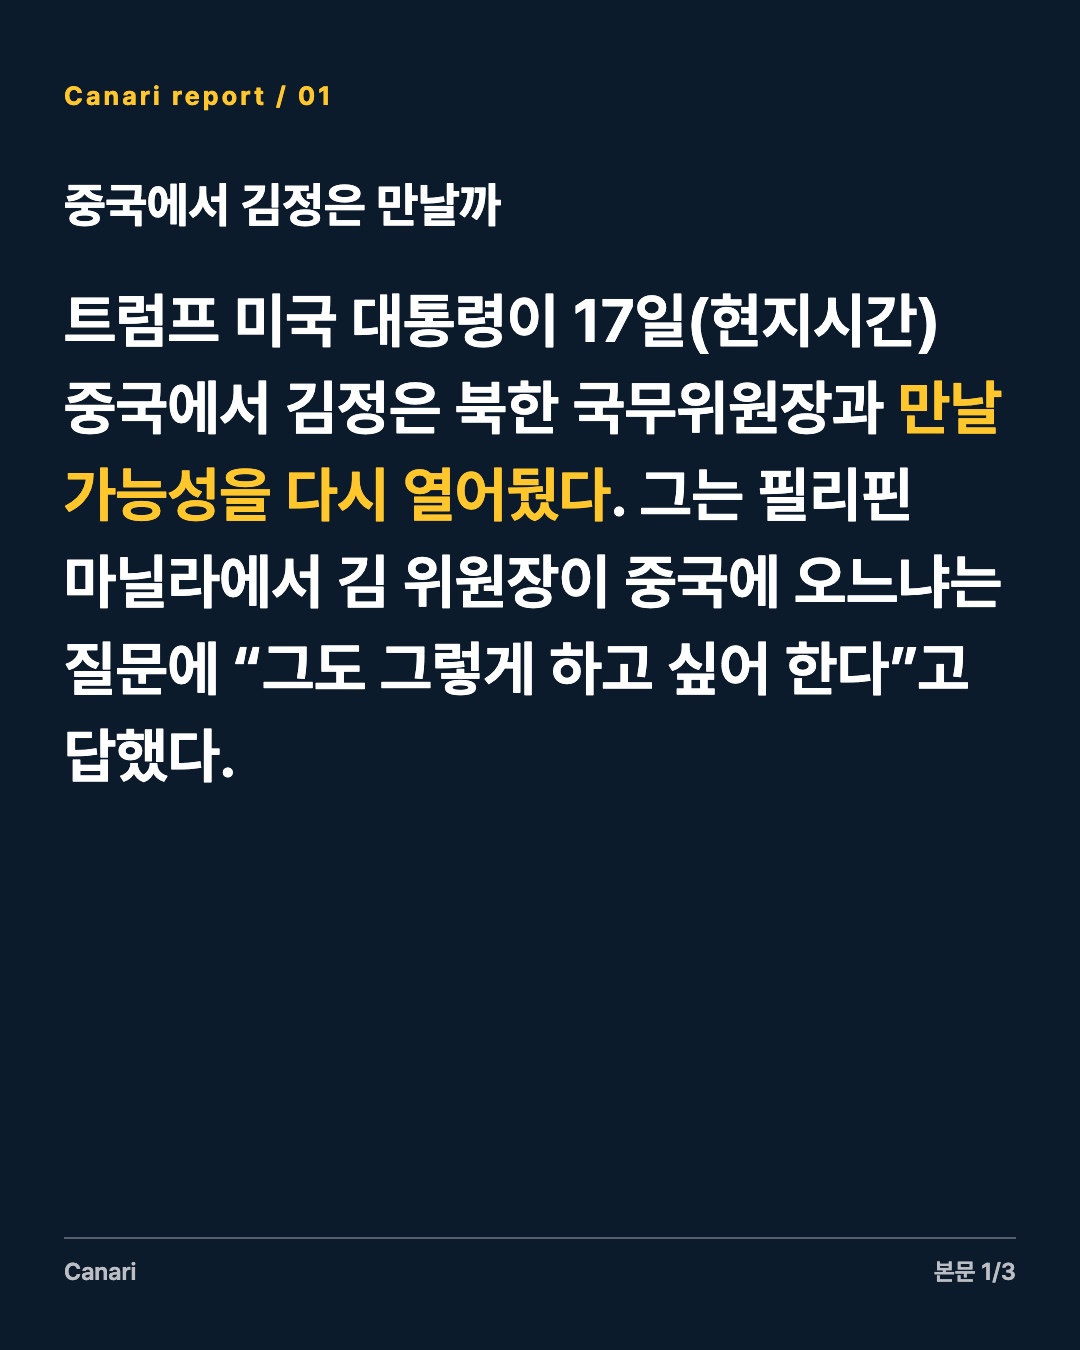 Canari report / 01
중국에서 김정은 만날까
트럼프 미국 대통령이 17일(현지시간)
중국에서 김정은 북한 국무위원장과 만날
가능성을 다시 열어뒀다. 그는 필리핀
마닐라에서 김 위원장이 중국에 오느냐는
질문에 “그도 그렇게 하고 싶어 한다”고
답했다.
Canari
본문 1/3